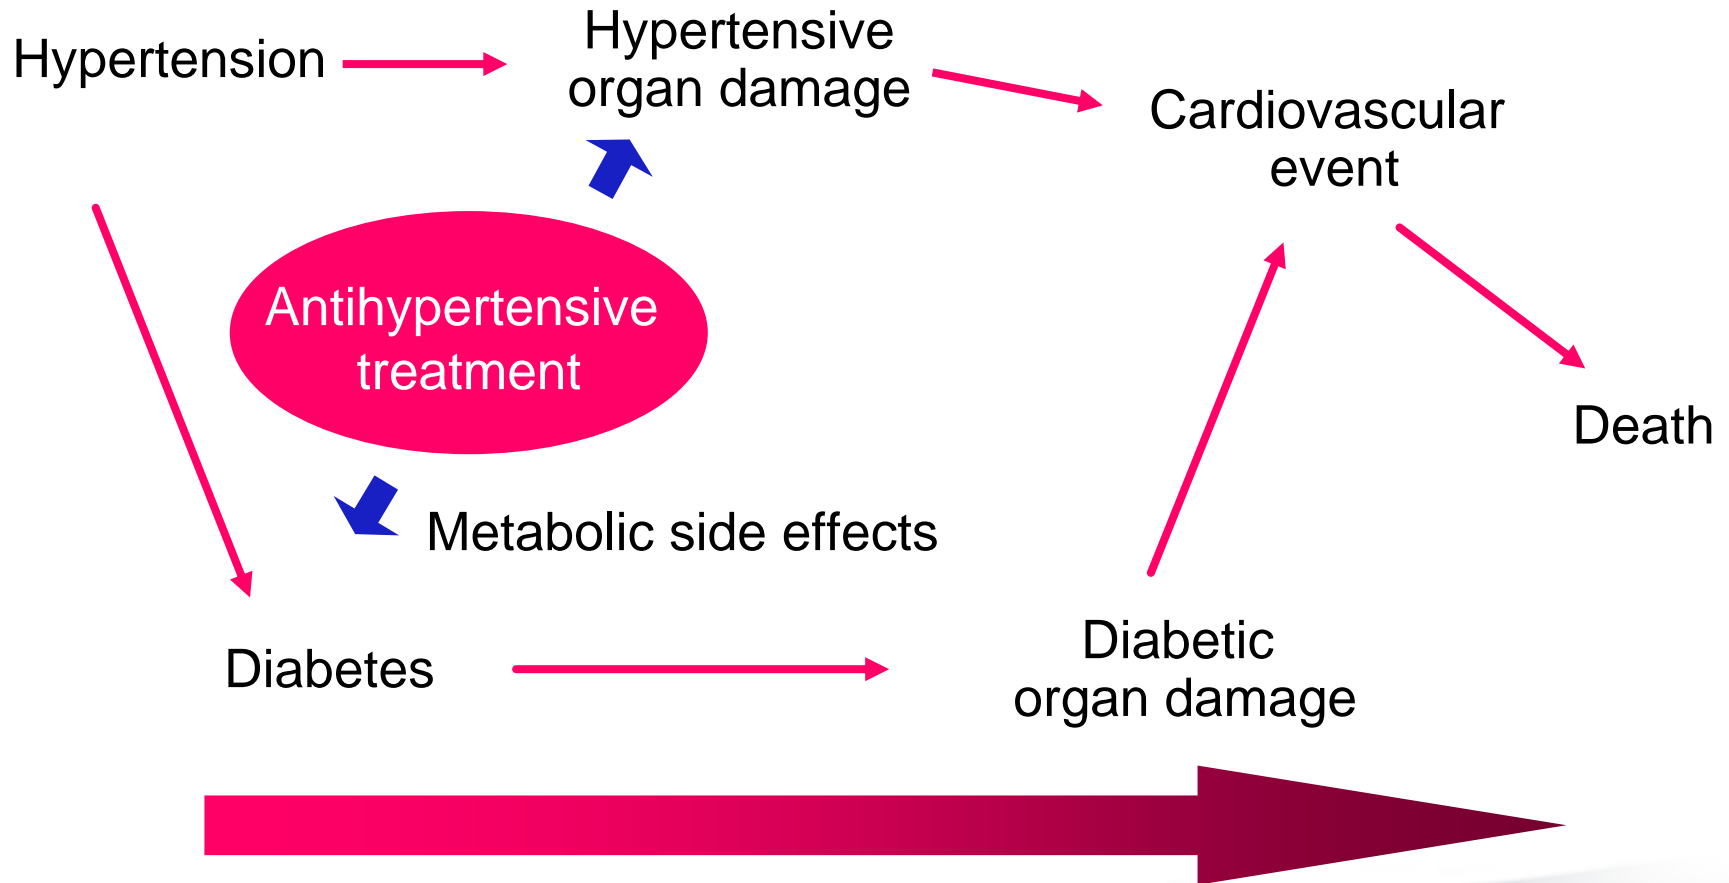 Hypertension
Hypertensive
organ damage
Cardiovascular
event
Antihypertensive
treatment
Death
Metabolic side effects
Diabetes
Diabetic
organ damage